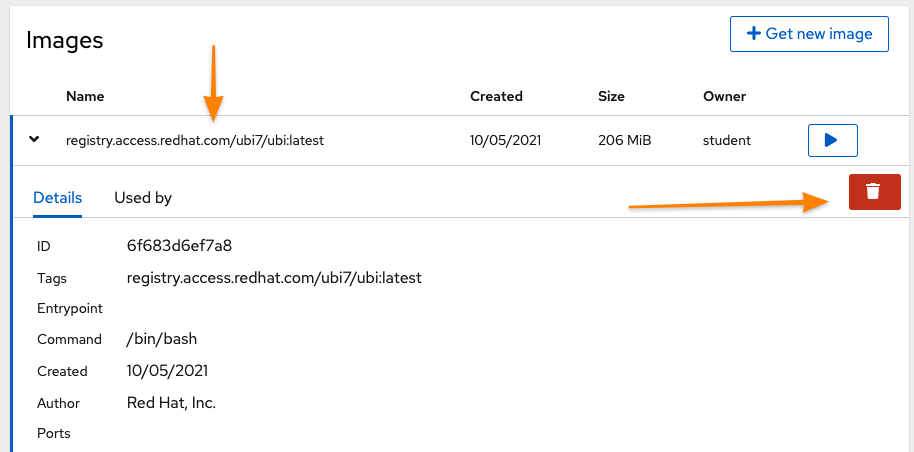 Images
Get new image
Name Created Size Owner
registry.access.redhat.com/ubi7/ubi:latest 10/05/2021 206 MiB student
Details Used by
ID 6f683d6ef7a8
Tags registry.access.redhat.com/ubi7/ubi:latest
Entrypoint
Command /bin/bash
Created 10/05/2021
Author Red Hat, Inc.
Ports